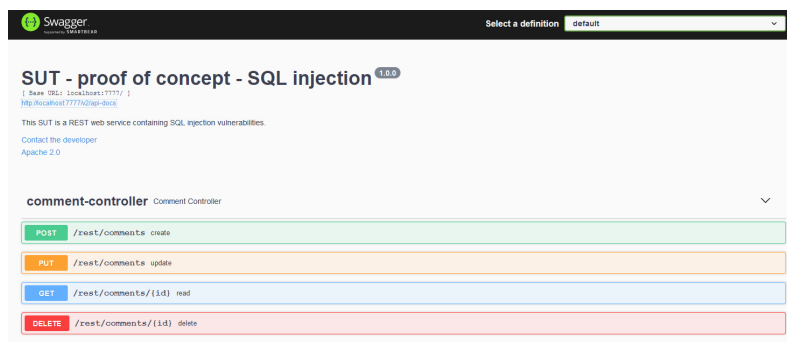 Swagger.
Supported by SMARTBEAR
Select a definition default
SUT - proof of concept - SQL injection 1.0.0
[ Base URL: localhost:7777/ ]
http://localhost:7777/v2/api-docs
This SUT is a REST web service containing SQL injection vulnerabilities.
Contact the developer
Apache 2.0
comment-controller Comment Controller
POST /rest/comments create
PUT /rest/comments update
GET /rest/comments/{id} read
DELETE /rest/comments/{id} delete